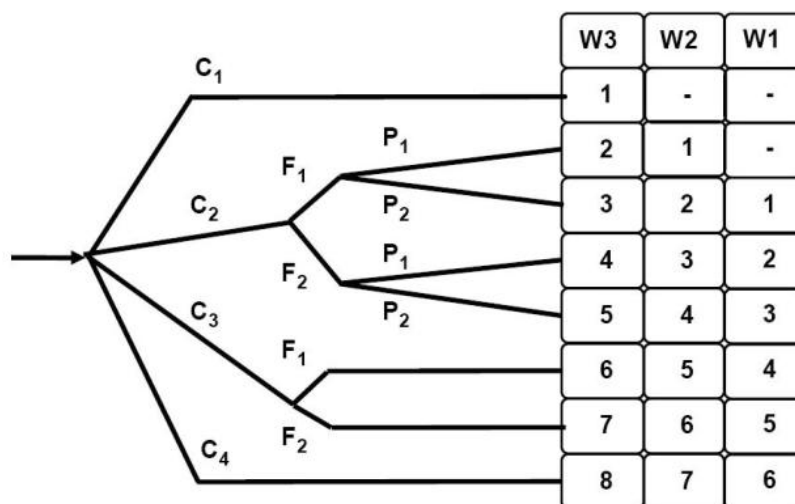 W3 W2 W1
C₁ 1 - -
P₁ 2 1 -
F₁
C₂ P₂ 3 2 1
P₁ 4 3 2
F₂
C₃ P₂ 5 4 3
F₁ 6 5 4
F₂ 7 6 5
C₄ 8 7 6